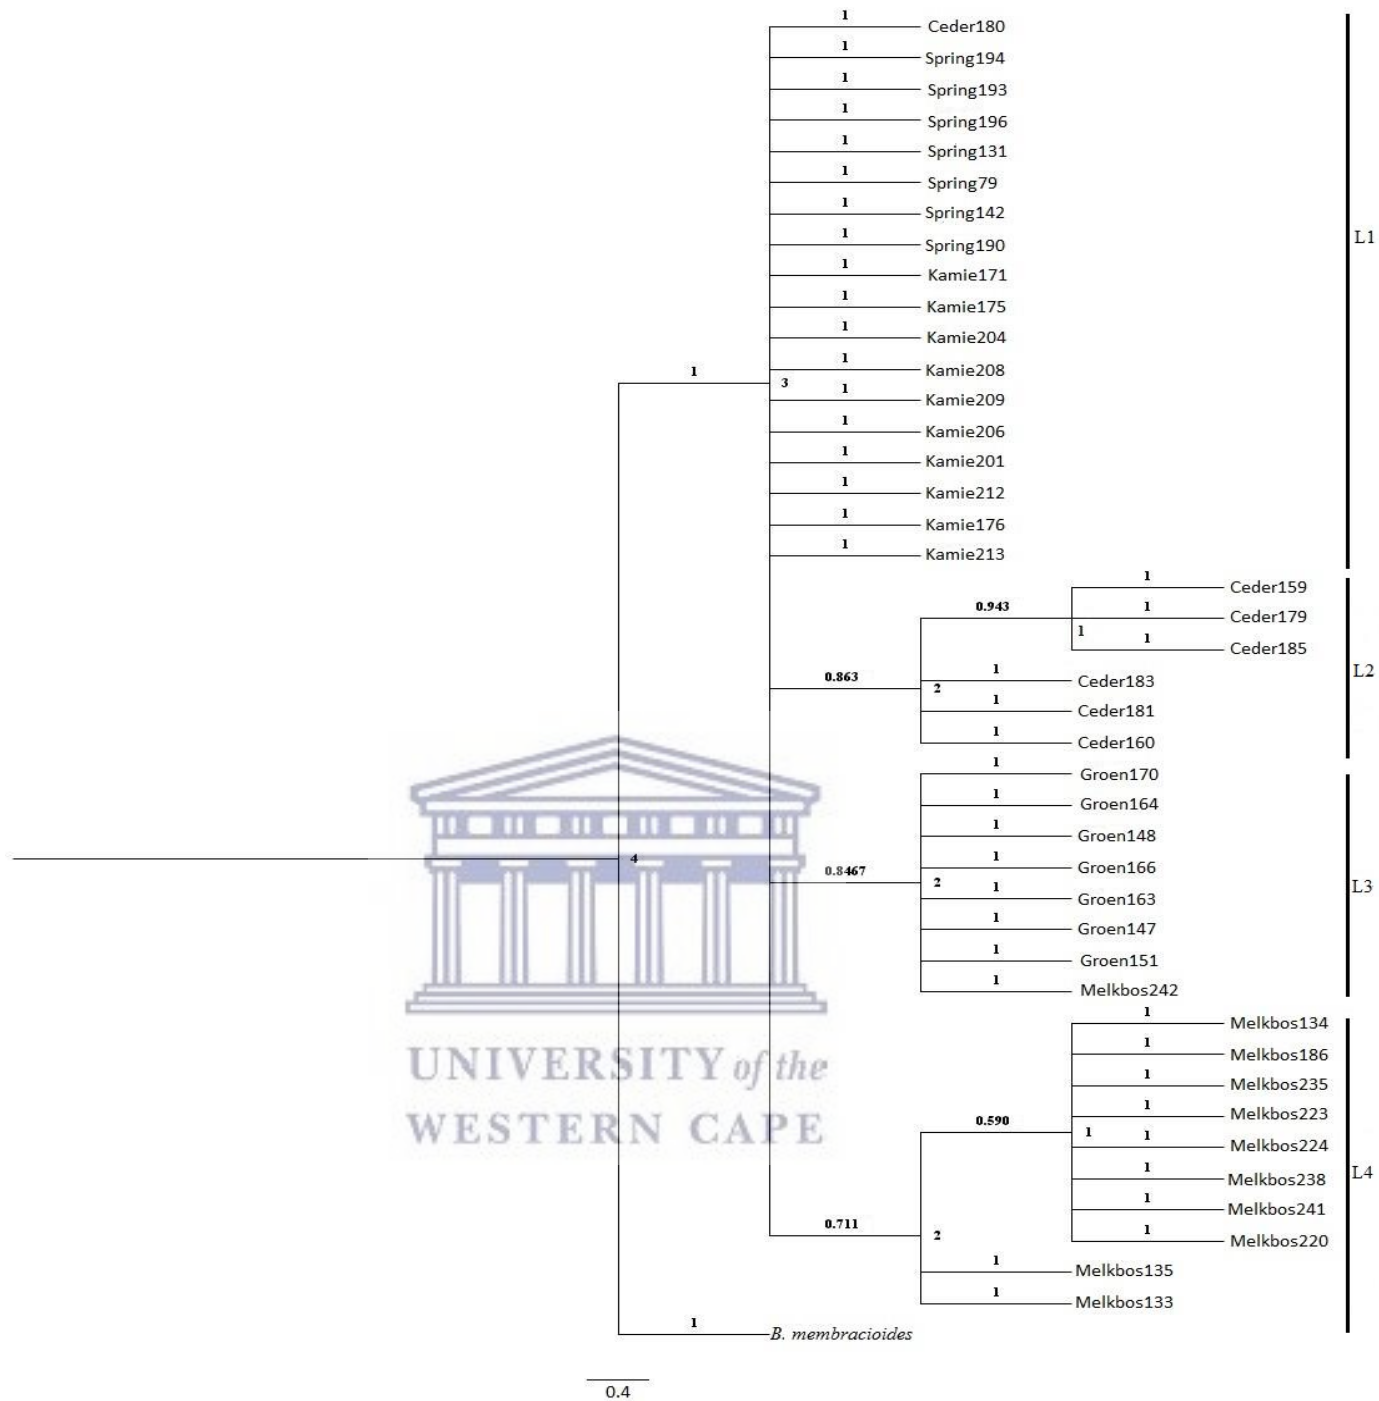 1
Ceder180
1
Spring194
1
Spring193
1
Spring196
1
Spring131
1
Spring79
1
Spring142
1
Spring190
L1
1
Kamie171
1
Kamie175
1
Kamie204
1
Kamie208
1
3
1
Kamie209
1
Kamie206
1
Kamie201
1
Kamie212
1
Kamie176
1
Kamie213
1
Ceder159
0.943
1
Ceder179
1
1
Ceder185
L2
0.863
2
1
Ceder183
1
Ceder181
1
Ceder160
1
Groen170
1
Groen164
1
Groen148
4
1
Groen166
0.8467
2
L3
1
Groen163
1
Groen147
1
Groen151
1
Melkbos242
1
Melkbos134
1
Melkbos186
UNIVERSITY of the
1
Melkbos235
1
Melkbos223
WESTERN CAPE
0.590
1
1
Melkbos224
1
Melkbos238
L4
1
Melkbos241
0.711
2
1
Melkbos220
1
Melkbos135
1
Melkbos133
1
B. membracioides
0.4